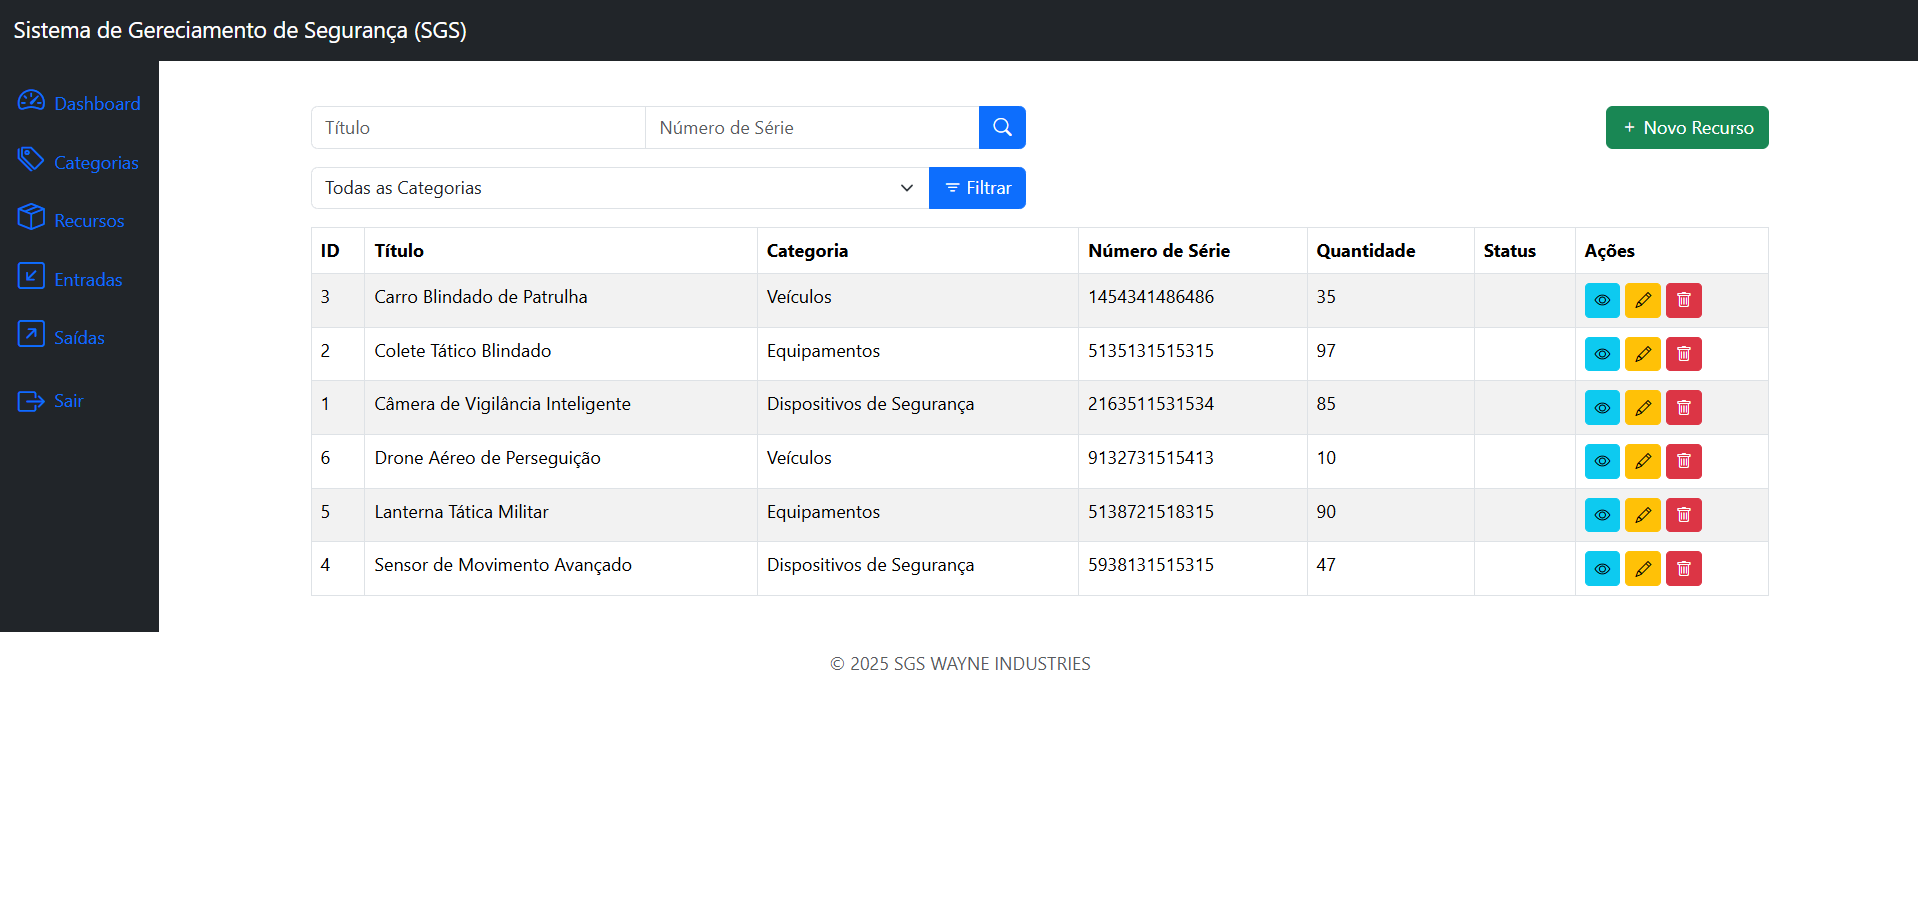 Sistema de Gereciamento de Segurança (SGS)
Dashboard
Categorias
Recursos
Entradas
Saídas
Sair
Título
Número de Série
+ Novo Recurso
Todas as Categorias
Filtrar
ID Título Categoria Número de Série Quantidade Status Ações
3 Carro Blindado de Patrulha Veículos 1454341486486 35
2 Colete Tático Blindado Equipamentos 5135131515315 97
1 Câmera de Vigilância Inteligente Dispositivos de Segurança 2163511531534 85
6 Drone Aéreo de Perseguição Veículos 9132731515413 10
5 Lanterna Tática Militar Equipamentos 5138721518315 90
4 Sensor de Movimento Avançado Dispositivos de Segurança 5938131515315 47
© 2025 SGS WAYNE INDUSTRIES